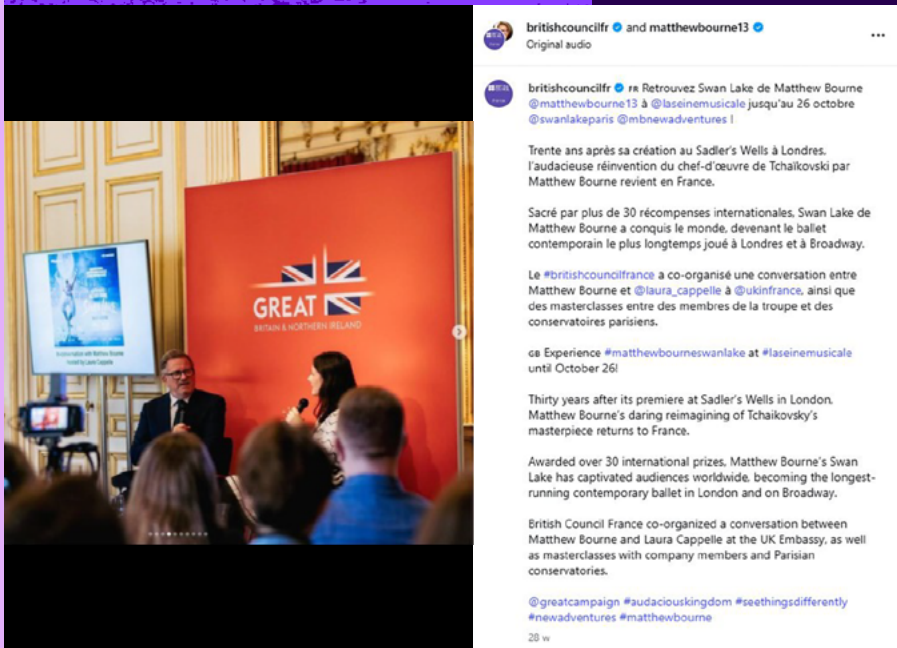 britishcouncilfr and matthewbourne13
Original audio
britishcouncilfr FR Retrouvez Swan Lake de Matthew Bourne
@matthewbourne13 à @laseinemusicale jusqu'au 26 octobre
@swanlakeparis @mbnewadventures !
Trente ans après sa création au Sadler's Wells à Londres,
l'audacieuse réinvention du chef-d'œuvre de Tchaïkovski par
Matthew Bourne revient en France.
Sacré par plus de 30 récompenses internationales, Swan Lake de
Matthew Bourne a conquis le monde, devenant le ballet
contemporain le plus longtemps joué à Londres et à Broadway.
Le #britishcouncilfrance a co-organisé une conversation entre
Matthew Bourne et @laura_cappelle à @ukinfrance, ainsi que
des masterclasses entre des membres de la troupe et des
conservatoires parisiens.
GB Experience #matthewbourneswanlake at #laseinemusicale
until October 26!
Thirty years after its premiere at Sadler's Wells in London,
Matthew Bourne's daring reimagining of Tchaikovsky's
masterpiece returns to France.
Awarded over 30 international prizes, Matthew Bourne's Swan
Lake has captivated audiences worldwide, becoming the longest-
running contemporary ballet in London and on Broadway.
British Council France co-organized a conversation between
Matthew Bourne and Laura Cappelle at the UK Embassy, as well
as masterclasses with company members and Parisian
conservatories.
@greatcampaign #audaciouskingdom #seethingsdifferently
#newadventures #matthewbourne
28 w
GREAT
BRITAIN & NORTHERN IRELAND
with Matthew Bourne
hosted by Laura Cappelle